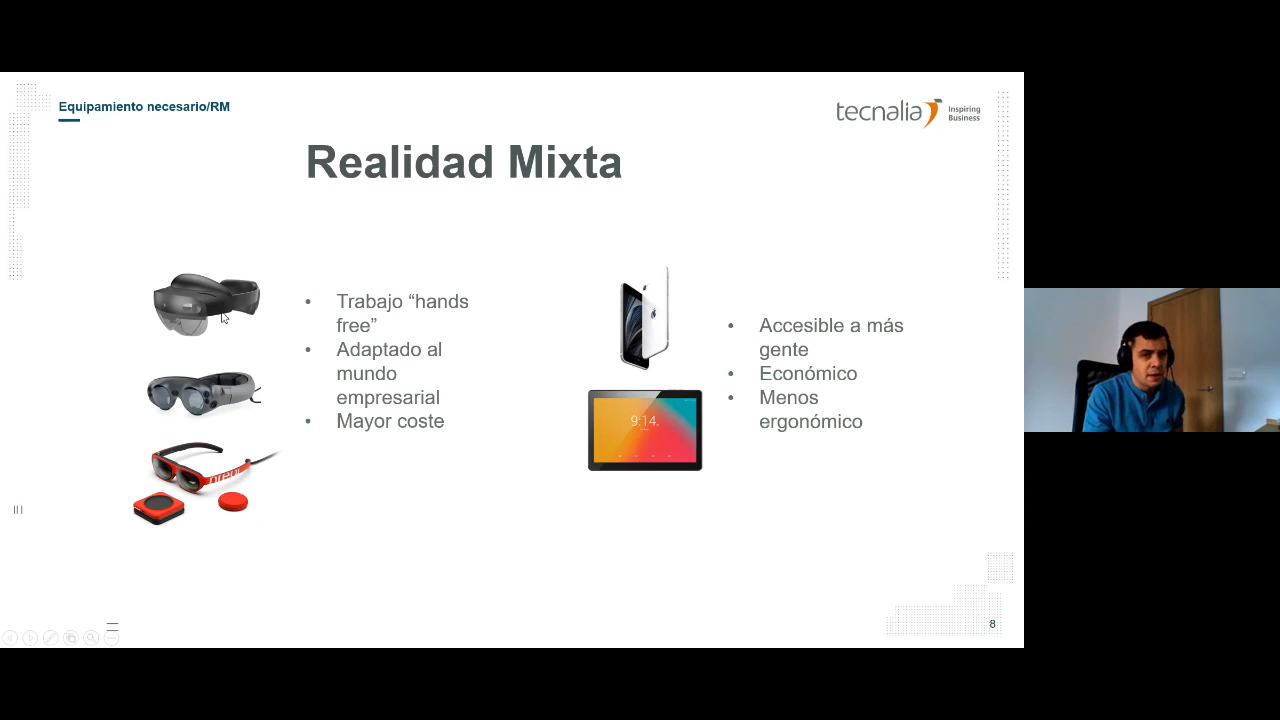 Equipamiento necesario/RM
tecnalia
Inspiring
Business
Realidad Mixta
• Trabajo “hands
free”
• Adaptado al
mundo
empresarial
• Mayor coste
• Accesible a más
gente
• Económico
• Menos
ergonómico
9:14
nreal
8